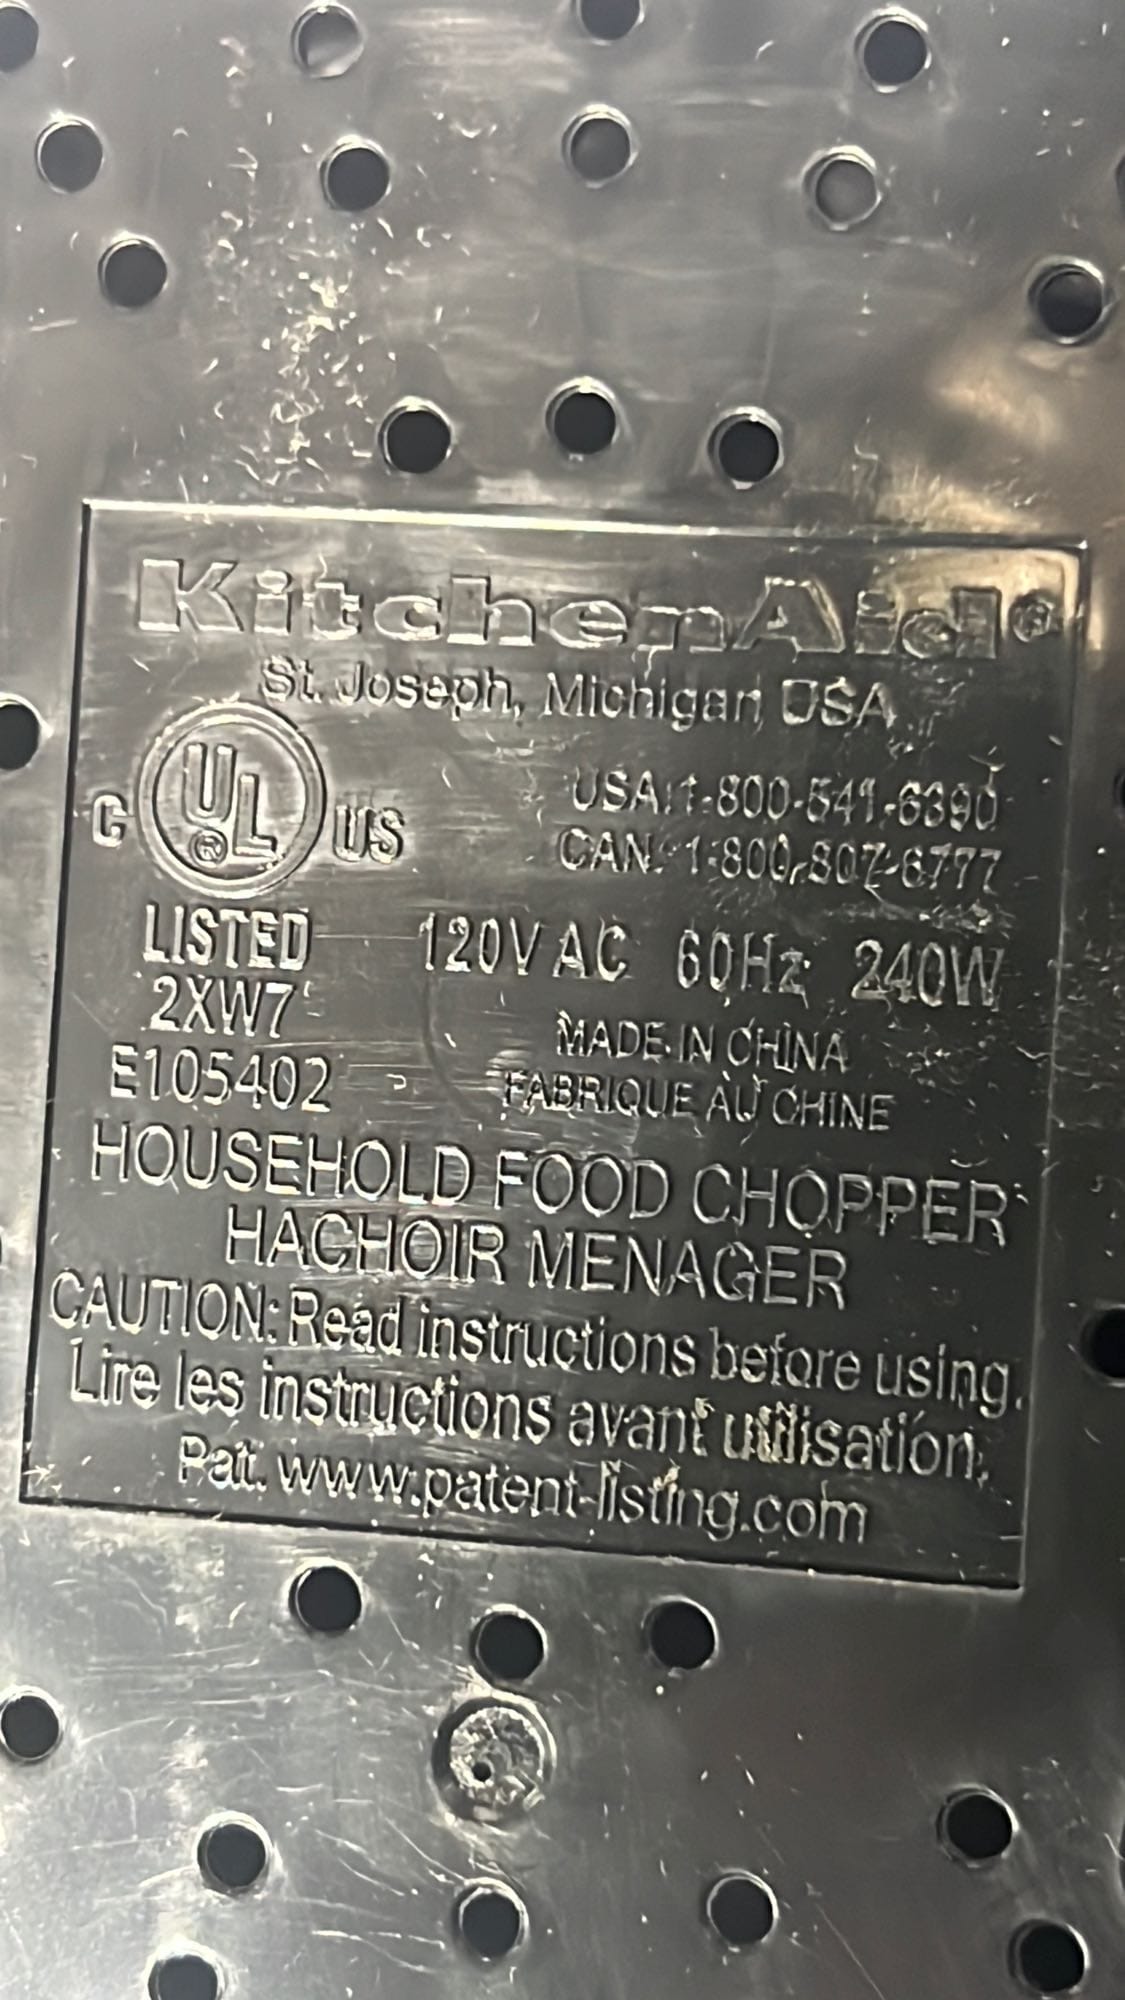 KitchenAid®
St. Joseph, Michigan USA
C UL® US
USA: 1-800-541-6390
CAN. 1-800-807-6777
LISTED 120V AC 60Hz 240W
2XW7
MADE IN CHINA
E105402
FABRIQUE AU CHINE
HOUSEHOLD FOOD CHOPPER
HACHOIR MENAGER
CAUTION: Read instructions before using.
Lire les instructions avant utilisation.
Pat. www.patent-listing.com